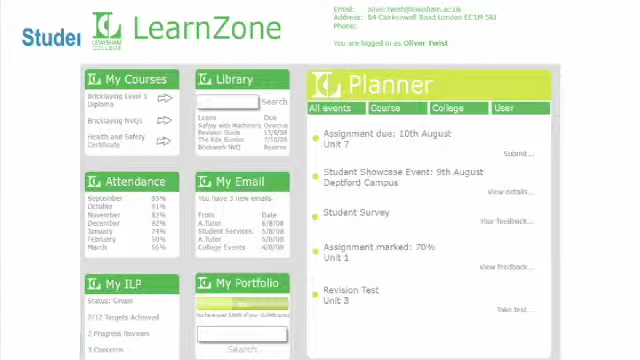 Studen
LEWISHAM
COLLEGE
LearnZone
Email: oliver.twist@lewisham.ac.uk
Address: 84 Clerkenwell Road London EC1M 5RJ
Phone:
You are logged in as Oliver Twist
My Courses
Bricklaying Level 1
Diploma
Bricklaying NVQ1
Health and Safety
Certificate
Library
Search
Loans Due
Safety with Machinery Overdue
Revision Guide 15/8/08
The Kite Runner 7/10/08
Brickwork NVQ Reserve
Planner
All events Course College User
Assignment due: 10th August
Unit 7
Submit...
Student Showcase Event: 9th August
Deptford Campus
View details...
Student Survey
Your feedback...
Assignment marked: 70%
Unit 1
View feedback...
Revision Test
Unit 3
Take test...
Attendance
September 95%
October 91%
November 82%
December 92%
January 74%
February 50%
March 56%
My Email
You have 3 new emails
From Date
A.Tutor 6/8/08
Student Services. 5/8/08
A.Tutor 5/8/08
College Events 4/8/08
My ILP
Status: Green
7/12 Targets Achieved
2 Progress Reviews
3 Concerns
My Portfolio
Search